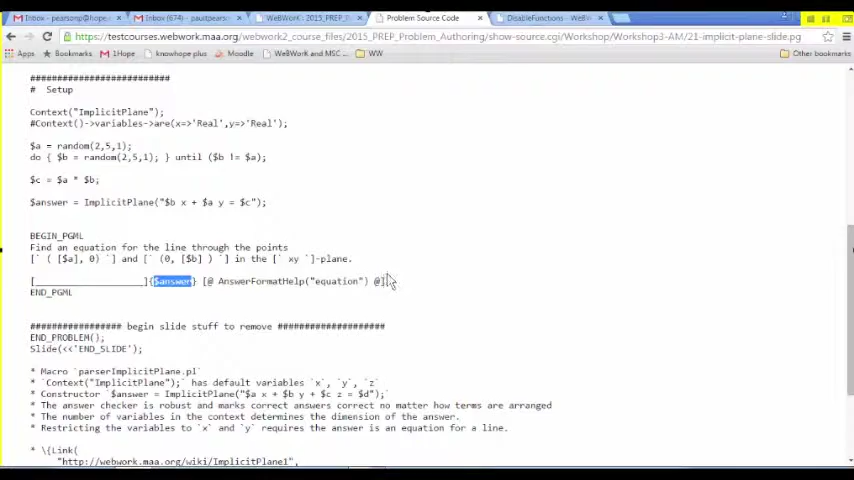 Inbox - pearsonp@hope.
Inbox (674) - paultpearson
WeBWorK : 2015_PREP_P
Problem Source Code
DisableFunctions - WeBW
https://testcourses.webwork.maa.org/webwork2_course_files/2015_PREP_Problem_Authoring/show-source.cgi/Workshop/Workshop3-AM/21-implicit-plane-slide.pg
Apps Bookmarks 1Hope knowhope plus Moodle WeBWorK and MSC ... WW Other bookmarks
##########################
# Setup
Context("ImplicitPlane");
#Context()->variables->are(x=>'Real',y=>'Real');
$a = random(2,5,1);
do { $b = random(2,5,1); } until ($b != $a);
$c = $a * $b;
$answer = ImplicitPlane("$b x + $a y = $c");
BEGIN_PGML
Find an equation for the line through the points
[` ( [$a], 0) `] and [` (0, [$b] ) `] in the [` xy `]-plane.
[______________________]{$answer} [@ AnswerFormatHelp("equation") @]*
END_PGML
################# begin slide stuff to remove ####################
END_PROBLEM();
Slide(<<'END_SLIDE');
* Macro `parserImplicitPlane.pl`
* `Context("ImplicitPlane");` has default variables `x`, `y`, `z`
* Constructor `$answer = ImplicitPlane("$a x + $b y + $c z = $d");`
* The answer checker is robust and marks correct answers correct no matter how terms are arranged
* The number of variables in the context determines the dimension of the answer.
* Restricting the variables to `x` and `y` requires the answer is an equation for a line.
* \{Link(
"http://webwork.maa.org/wiki/ImplicitPlane1",